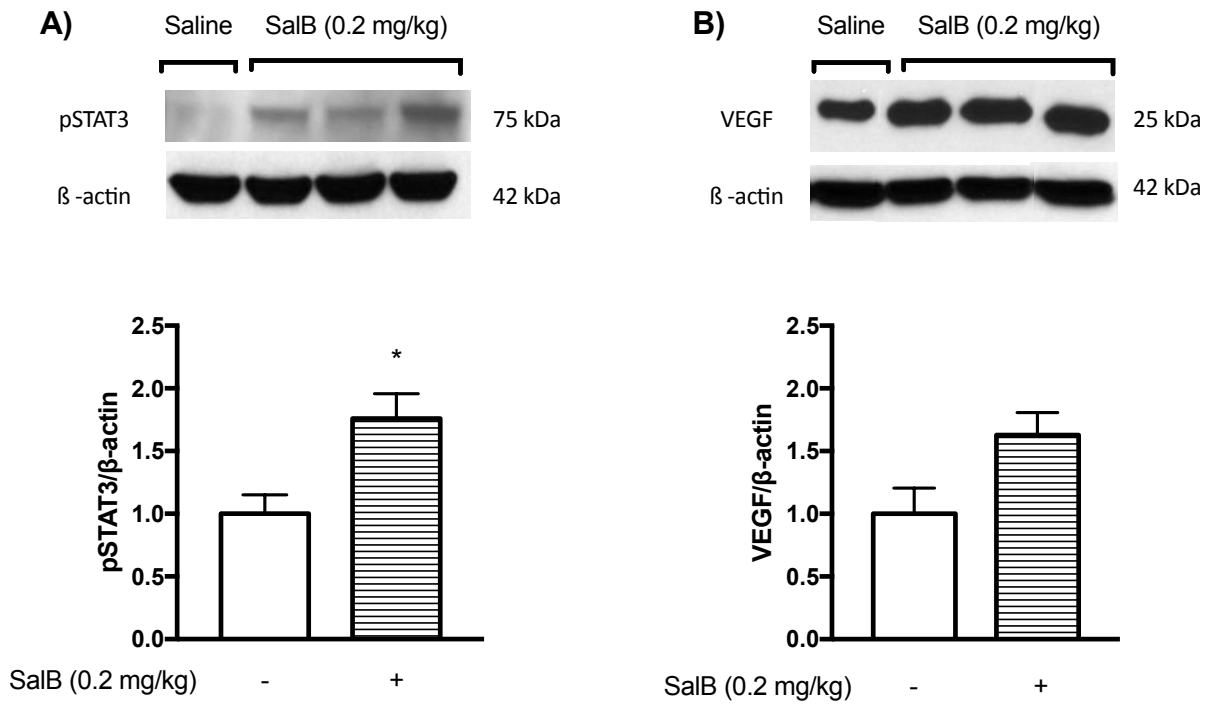 A)
Saline SalB (0.2 mg/kg)
pSTAT3 75 kDa
ß -actin 42 kDa
pSTAT3/β-actin
2.5
*
2.0
1.5
1.0
0.5
0.0
SalB (0.2 mg/kg) - +
B)
Saline SalB (0.2 mg/kg)
VEGF 25 kDa
ß -actin 42 kDa
VEGF/β-actin
2.5
2.0
1.5
1.0
0.5
0.0
SalB (0.2 mg/kg) - +